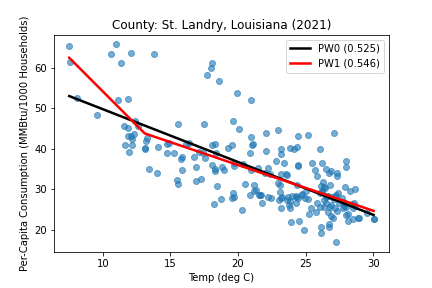 County: St. Landry, Louisiana (2021)
Per-Capita Consumption (MMBtu/1000 Households)
60
50
40
30
20
PW0 (0.525)
PW1 (0.546)
10
15
20
25
30
Temp (deg C)